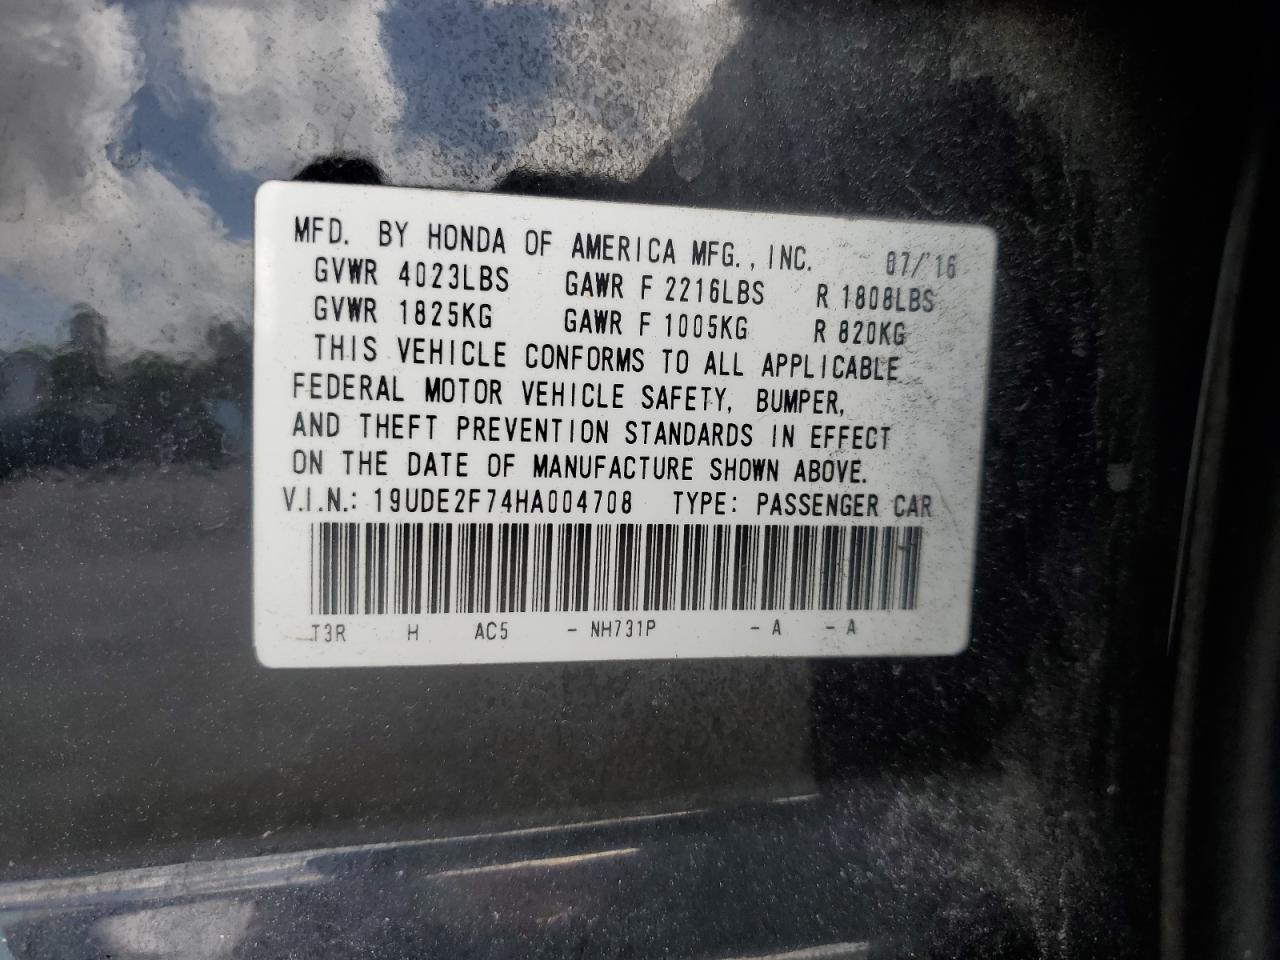 MFD. BY HONDA OF AMERICA MFG., INC. 07/'16
GVWR 4023LBS GAWR F 2216LBS R 1808LBS
GVWR 1825KG GAWR F 1005KG R 820KG
THIS VEHICLE CONFORMS TO ALL APPLICABLE
FEDERAL MOTOR VEHICLE SAFETY, BUMPER,
AND THEFT PREVENTION STANDARDS IN EFFECT
ON THE DATE OF MANUFACTURE SHOWN ABOVE.
V.I.N.: 19UDE2F74HA004708 TYPE: PASSENGER CAR
T3R H AC5 - NH731P - A - A